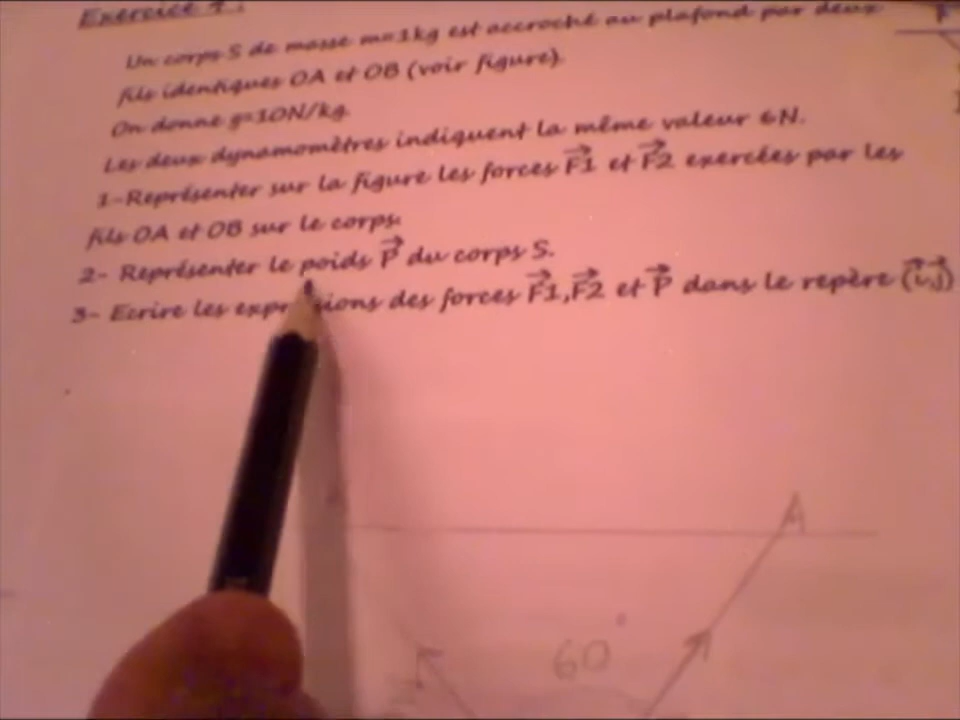 Exercice 4 :
Un corps S de masse m=1kg est accroché au plafond par deux
fils identiques OA et OB (voir figure).
On donne g=10N/kg.
Les deux dynamomètres indiquent la même valeur 6N.
1-Représenter sur la figure les forces F1 et F2 exercées par les
fils OA et OB sur le corps.
2- Représenter le poids P du corps S.
3- Ecrire les expressions des forces F1,F2 et P dans le repère (i,j)
A
60°